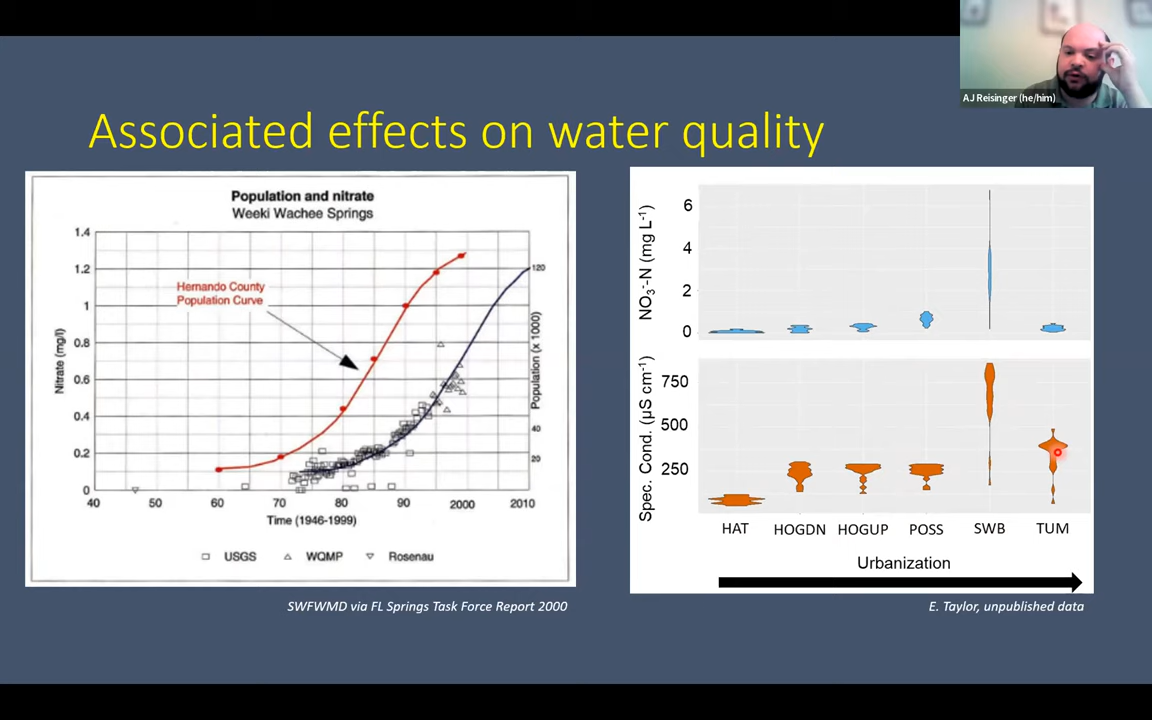 AJ Reisinger (he/him)
Associated effects on water quality
Population and nitrate
Weeki Wachee Springs
1.4
1.2
1
0.8
0.6
0.4
0.2
0
Nitrate (mg/l)
Hernando County
Population Curve
120
40
20
Population (x 1000)
40 50 60 70 80 90 2000 2010
Time (1946-1999)
USGS WQMP Rosenau
SWFWMD via FL Springs Task Force Report 2000
NO3--N (mg L-1)
6
4
2
0
Spec. Cond. (µS cm-1)
750
500
250
HAT HOGDN HOGUP POSS SWB TUM
Urbanization
E. Taylor, unpublished data